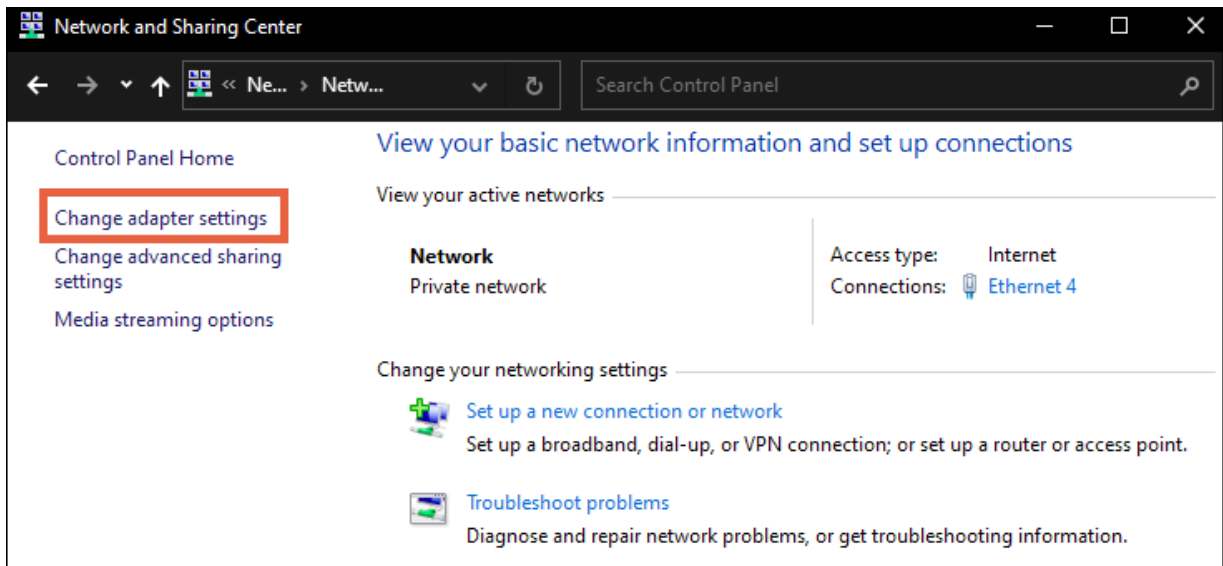 Network and Sharing Center
« Ne... › Netw...
Search Control Panel
Control Panel Home
Change adapter settings
Change advanced sharing
settings
Media streaming options
View your basic network information and set up connections
View your active networks
Network
Private network
Access type: Internet
Connections: Ethernet 4
Change your networking settings
Set up a new connection or network
Set up a broadband, dial-up, or VPN connection; or set up a router or access point.
Troubleshoot problems
Diagnose and repair network problems, or get troubleshooting information.